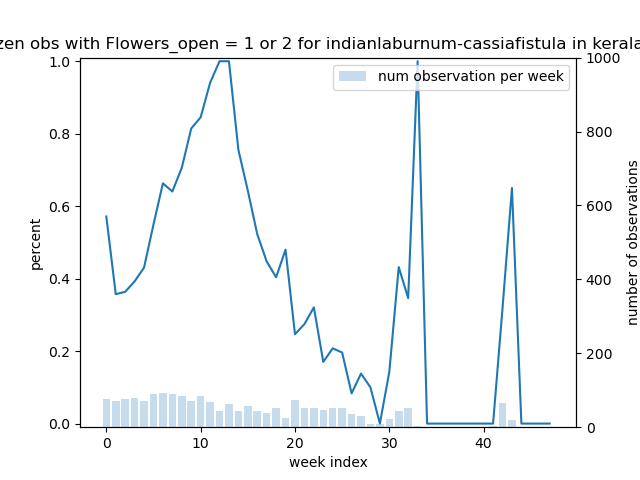 zen obs with Flowers_open = 1 or 2 for indianlaburnum-cassiafistula in kerala
num observation per week
percent
1.0
0.8
0.6
0.4
0.2
0.0
1000
800
600
400
200
0
number of observations
0 10 20 30 40
week index